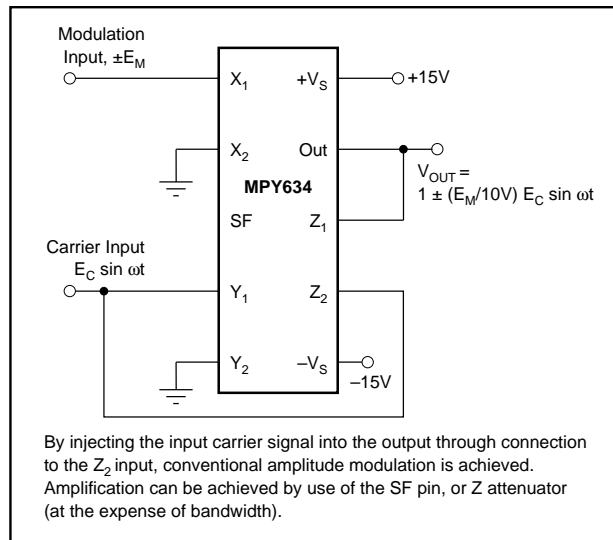 Modulation
Input, ±E_M
X_1
+V_S
+15V
X_2
Out
MPY634
V_OUT =
1 ± (E_M/10V) E_C sin ωt
SF
Z_1
Carrier Input
E_C sin ωt
Y_1
Z_2
Y_2
–V_S
–15V
By injecting the input carrier signal into the output through connection
to the Z_2 input, conventional amplitude modulation is achieved.
Amplification can be achieved by use of the SF pin, or Z attenuator
(at the expense of bandwidth).